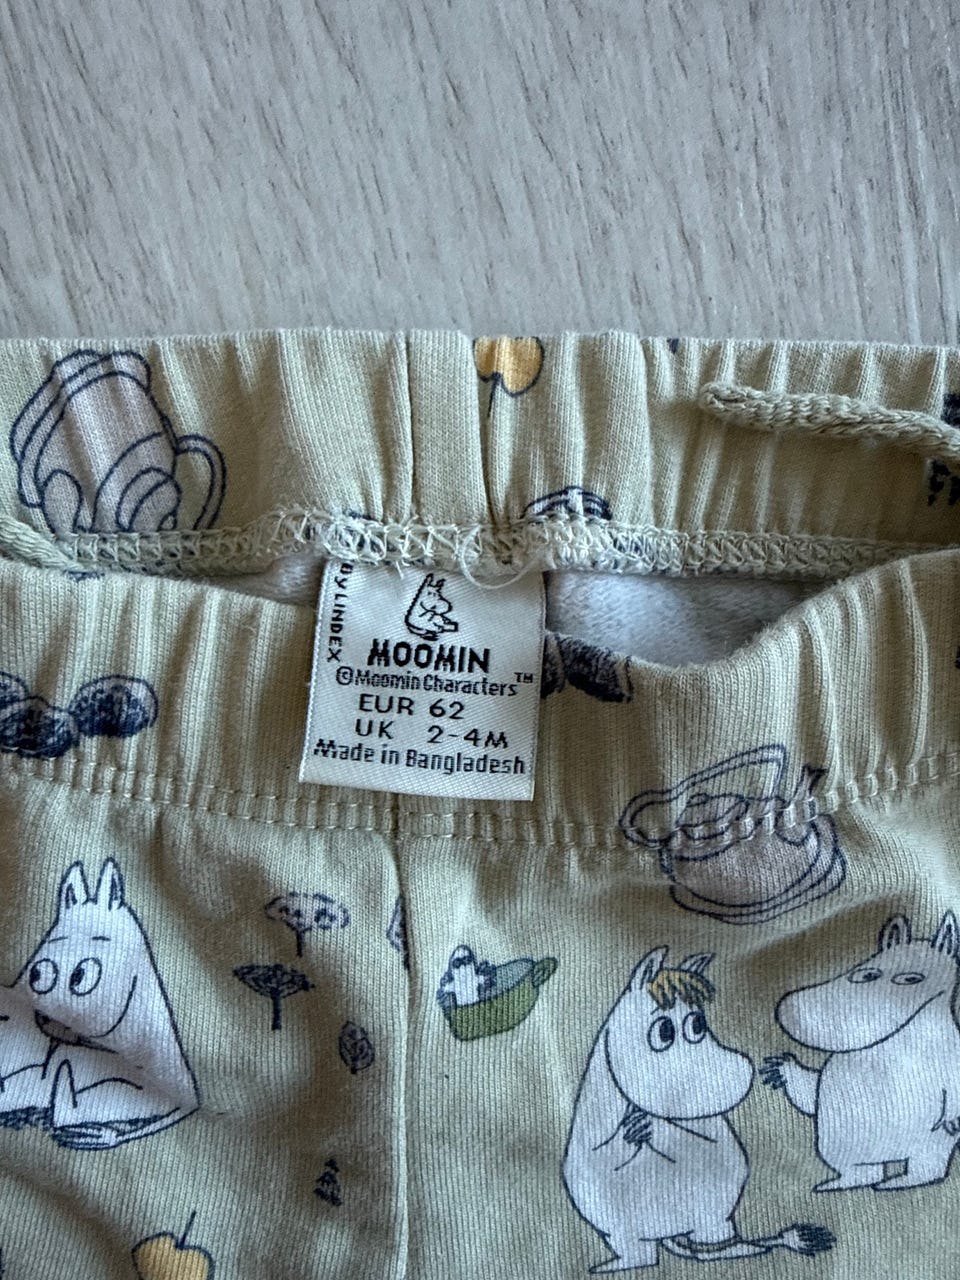 BY LINDEX
MOOMIN
©Moomin Characters™
EUR 62
UK 2-4M
Made in Bangladesh